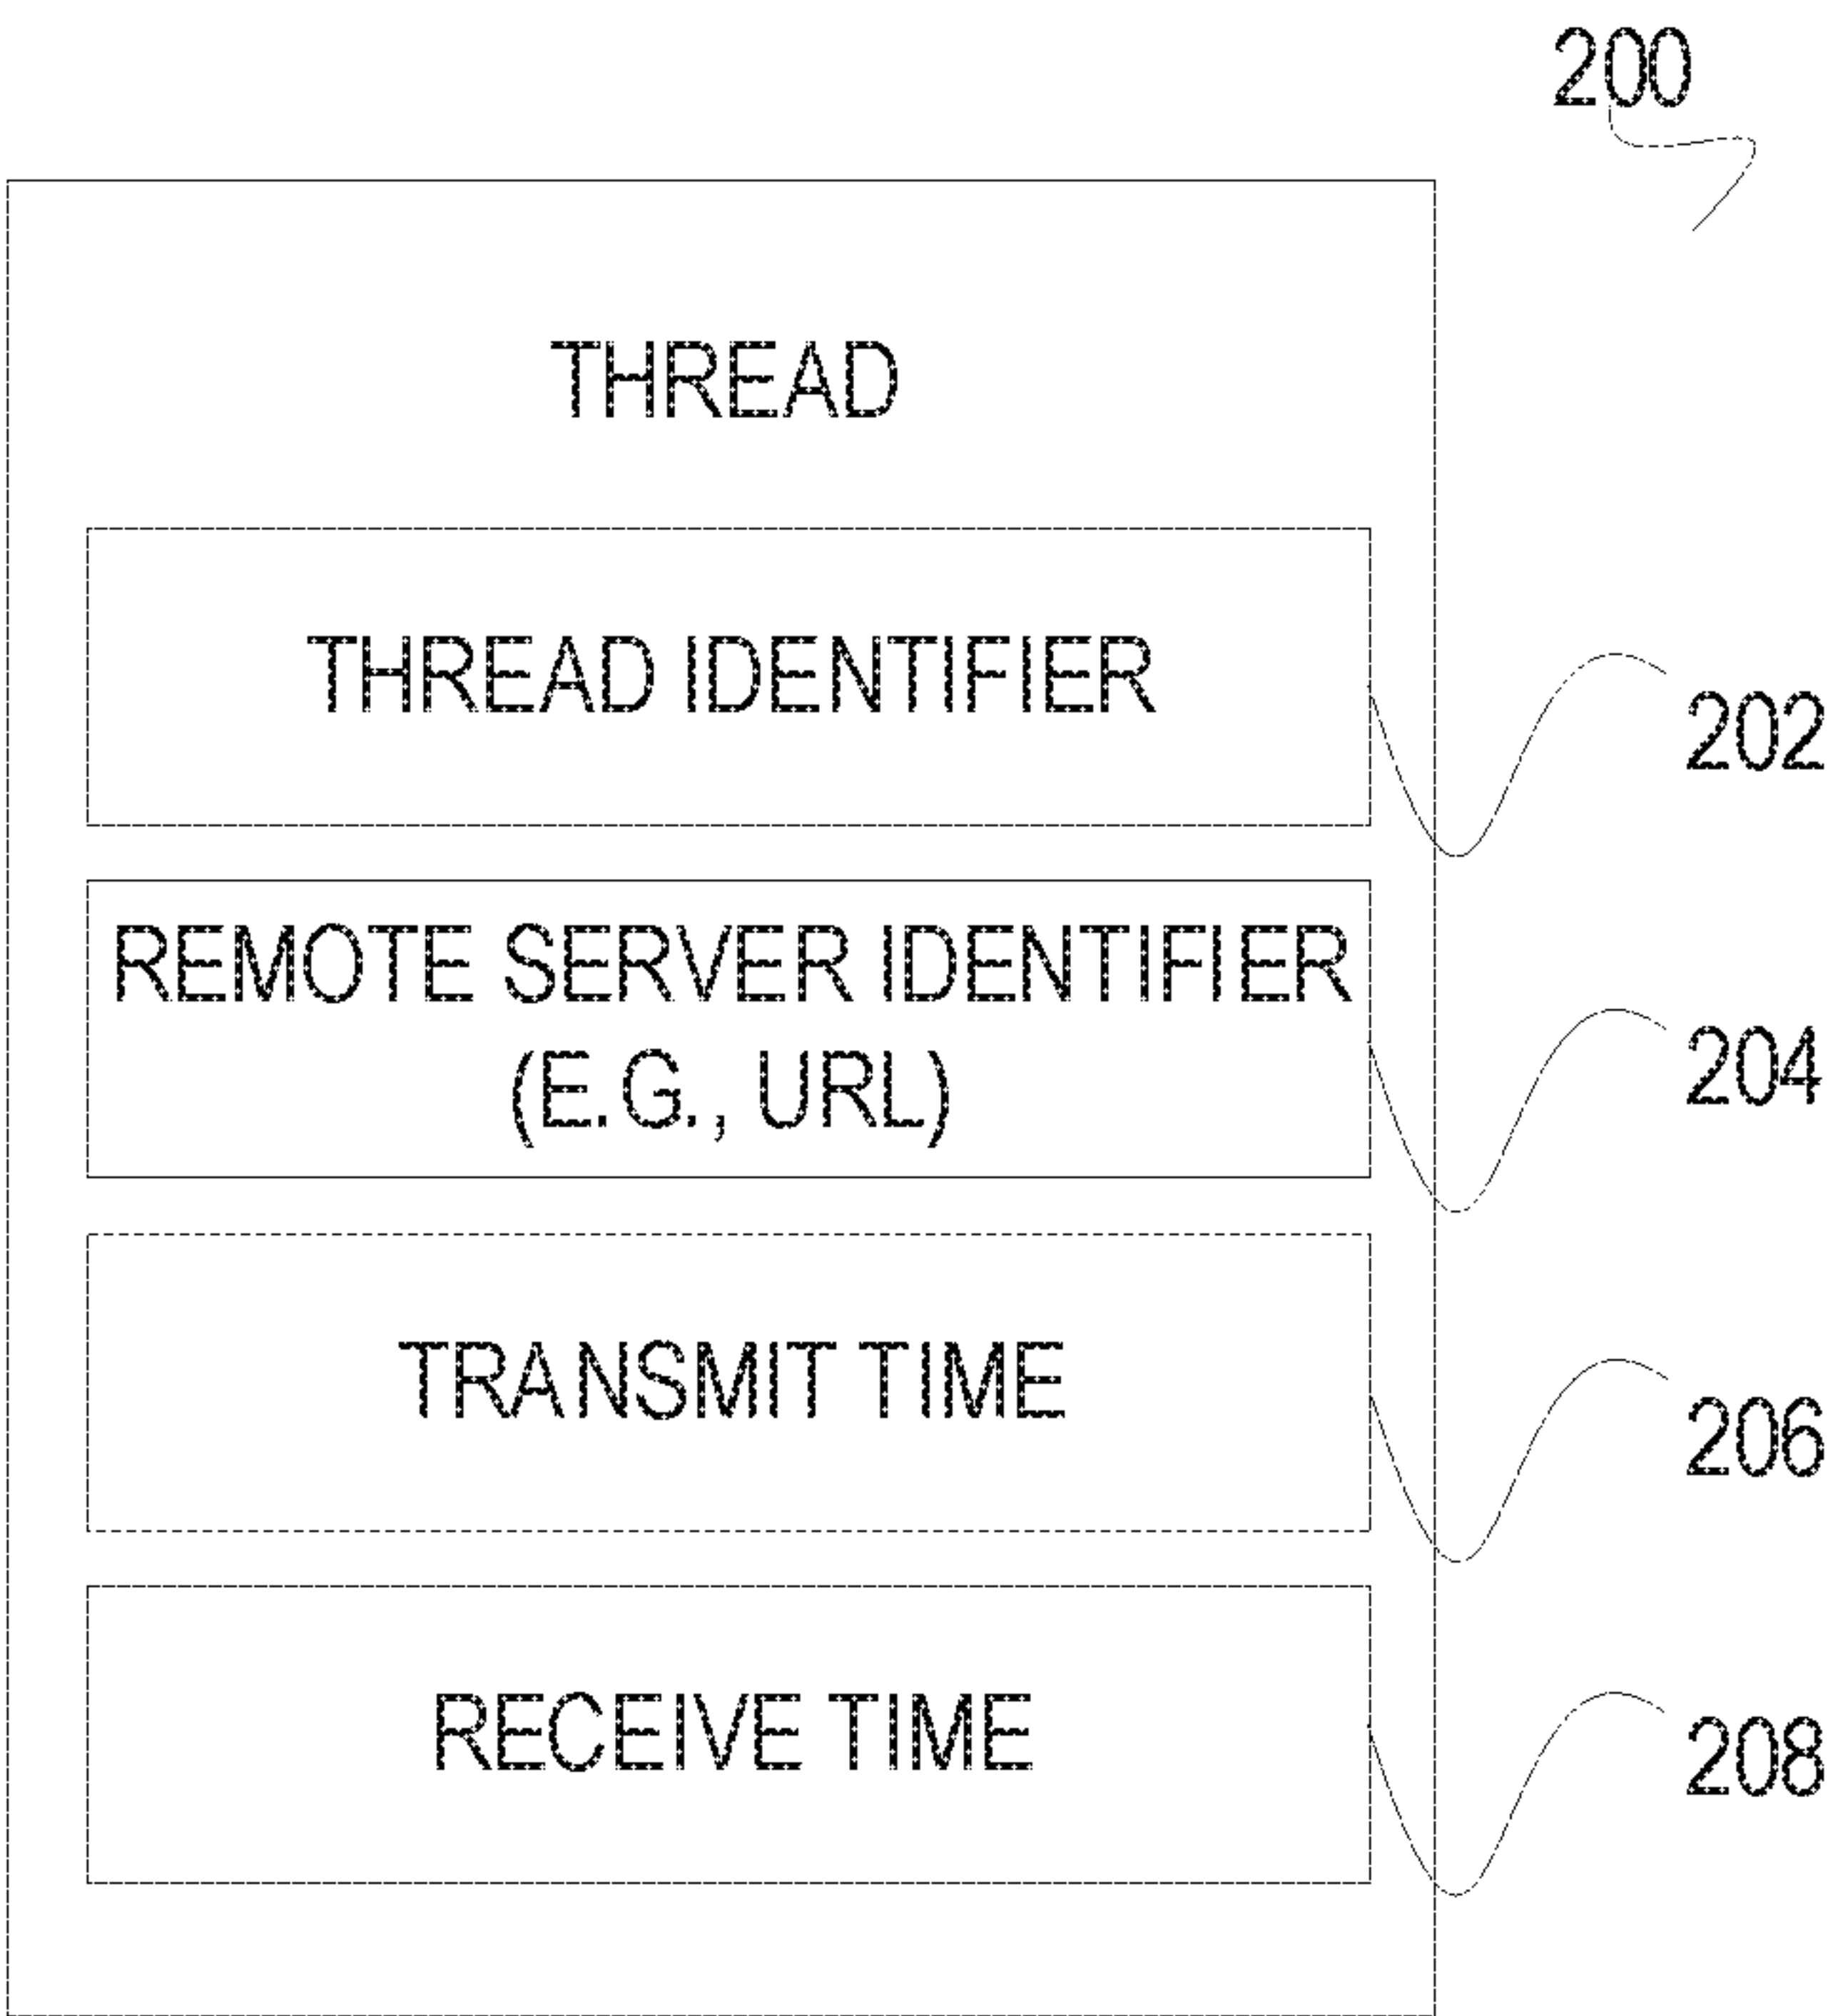 200
THREAD
THREAD IDENTIFIER
202
REMOTE SERVER IDENTIFIER
(E.G., URL)
204
TRANSMIT TIME
206
RECEIVE TIME
208